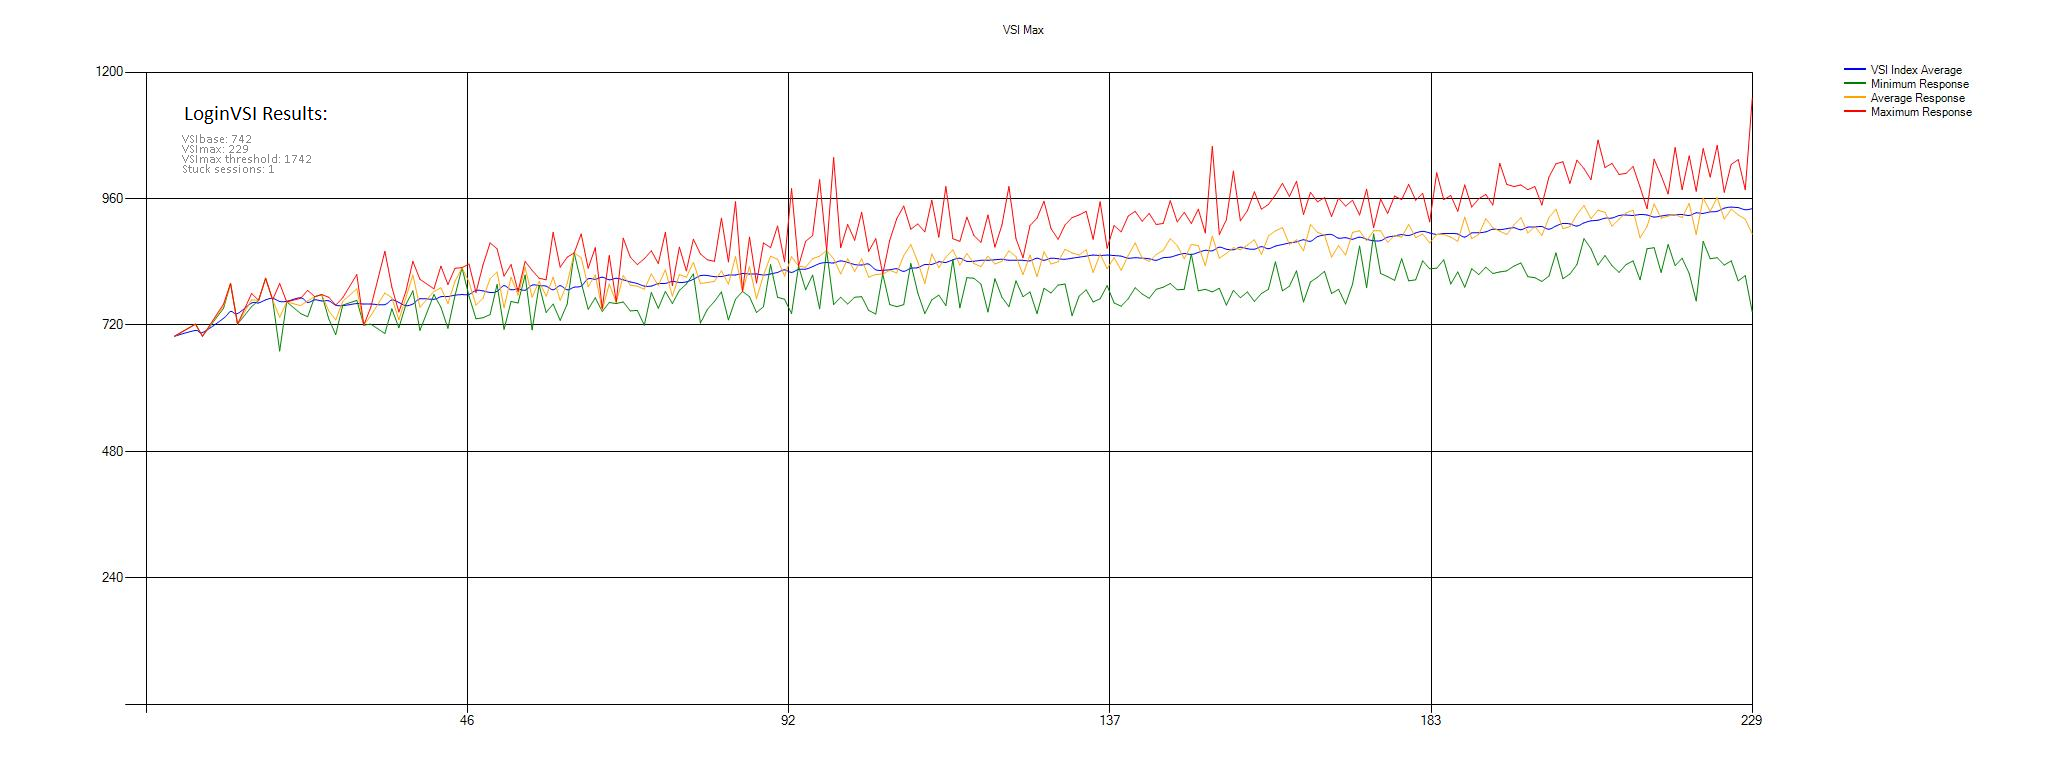 VSI Max
1200
960
720
480
240
LoginVSI Results:
VSIbase: 742
VSImax: 229
VSImax threshold: 1742
Stuck sessions: 1
46
92
137
183
229
VSI Index Average
Minimum Response
Average Response
Maximum Response